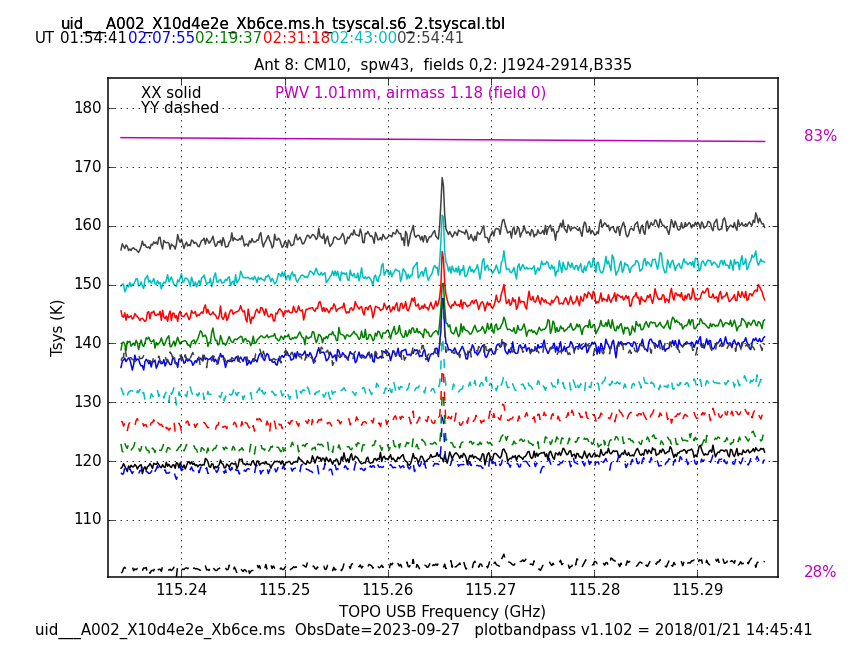 uid___A002_X10d4e2e_Xb6ce.ms.h_tsyscal.s6_2.tsyscal.tbl
UT 01:54:41 02:07:55 02:19:37 02:31:18 02:43:00 02:54:41
Ant 8: CM10,  spw43,  fields 0,2: J1924-2914,B335
XX solid
PWV 1.01mm, airmass 1.18 (field 0)
YY dashed
180
83%
170
160
150
140
130
120
110
Tsys (K)
28%
115.24 115.25 115.26 115.27 115.28 115.29
TOPO USB Frequency (GHz)
uid___A002_X10d4e2e_Xb6ce.ms  ObsDate=2023-09-27   plotbandpass v1.102 = 2018/01/21 14:45:41